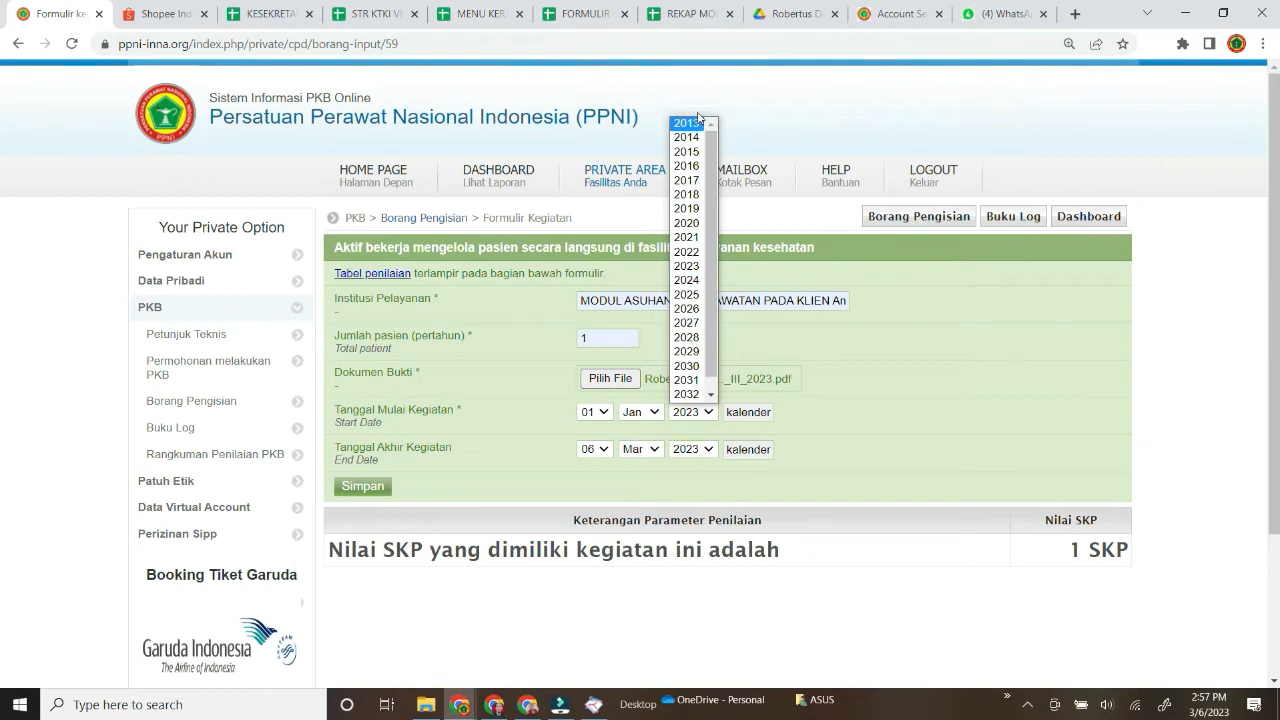 Formulir ke
Shopee Ind
KESEKRETA
STR KTKI V
MENU KER
FORMULIR
REKAP MO
Robertus D
Account Se
(4) WhatsA
ppni-inna.org/index.php/private/cpd/borang-input/59
PPNI
Sistem Informasi PKB Online
Persatuan Perawat Nasional Indonesia (PPNI)
HOME PAGE
Halaman Depan
DASHBOARD
Lihat Laporan
PRIVATE AREA
Fasilitas Anda
MAILBOX
Kotak Pesan
HELP
Bantuan
LOGOUT
Keluar
2013
2014
2015
2016
2017
2018
2019
2020
2021
2022
2023
2024
2025
2026
2027
2028
2029
2030
2031
2032
Your Private Option
Pengaturan Akun
Data Pribadi
PKB
Petunjuk Teknis
Permohonan melakukan
PKB
Borang Pengisian
Buku Log
Rangkuman Penilaian PKB
Patuh Etik
Data Virtual Account
Perizinan Sipp
Booking Tiket Garuda
Garuda Indonesia
The Airline of Indonesia
PKB > Borang Pengisian > Formulir Kegiatan
Borang Pengisian
Buku Log
Dashboard
Aktif bekerja mengelola pasien secara langsung di fasilit anan kesehatan
Tabel penilaian terlampir pada bagian bawah formulir.
Institusi Pelayanan *
-
MODUL ASUHAN AWATAN PADA KLIEN An
Jumlah pasien (pertahun) *
Total patient
1
Dokumen Bukti *
-
Pilih File Robe ..._III_2023.pdf
Tanggal Mulai Kegiatan *
Start Date
01 Jan 2023 kalender
Tanggal Akhir Kegiatan
End Date
06 Mar 2023 kalender
Simpan
Keterangan Parameter Penilaian Nilai SKP
Nilai SKP yang dimiliki kegiatan ini adalah 1 SKP
Type here to search
Desktop
OneDrive - Personal
ASUS
2:57 PM
3/6/2023